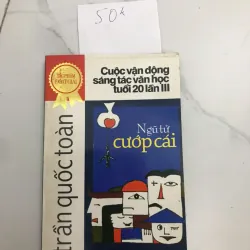 50k
Cuộc vận động
sáng tác văn học
tuổi 20 lần III
trần quốc toàn
Ngũ tử
cướp cái